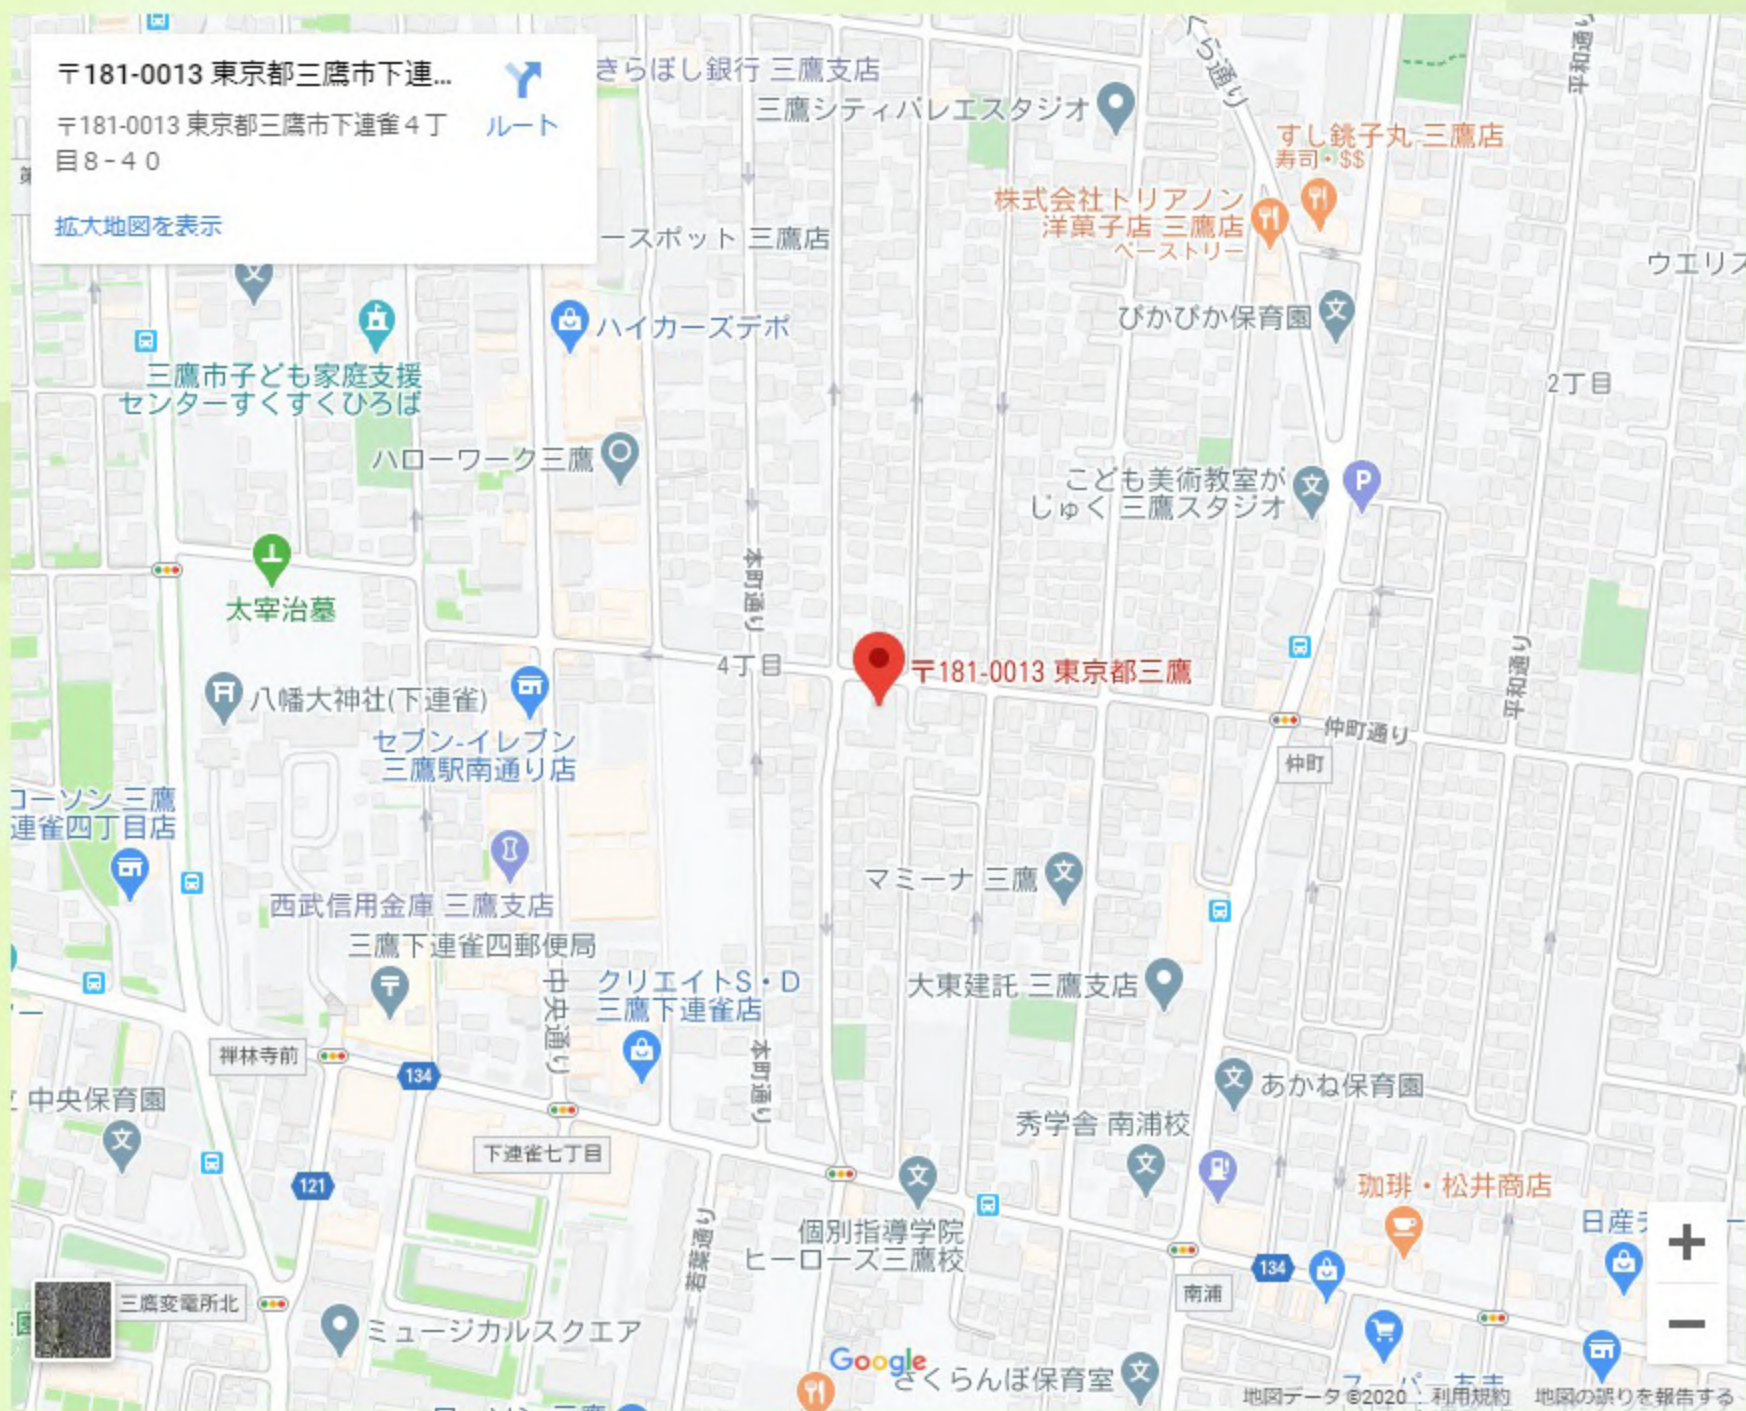 〒181-0013 東京都三鷹市下連...
〒181-0013 東京都三鷹市下連雀４丁
目８−４０
ルート
拡大地図を表示
きらぼし銀行 三鷹支店
三鷹シティバレエスタジオ
くら通り
平和通り
すし銚子丸 三鷹店
寿司・$$
株式会社トリアノン
洋菓子店 三鷹店
ペーストリー
ースポット 三鷹店
ウエリス
ハイカーズデポ
ぴかぴか保育園
三鷹市子ども家庭支援
センターすくすくひろば
2丁目
ハローワーク三鷹
こども美術教室が
じゅく 三鷹スタジオ
本町通り
太宰治墓
4丁目
〒181-0013 東京都三鷹
平和通り
八幡大神社(下連雀)
セブン-イレブン
三鷹駅南通り店
仲町通り
仲町
ローソン 三鷹
連雀四丁目店
マミーナ 三鷹
西武信用金庫 三鷹支店
三鷹下連雀四郵便局
中央通り
クリエイトS・D
三鷹下連雀店
大東建託 三鷹支店
禅林寺前
134
本町通り
中央保育園
あかね保育園
秀学舎 南浦校
下連雀七丁目
121
珈琲・松井商店
個別指導学院
ヒーローズ三鷹校
若葉通り
日産
134
南浦
三鷹変電所北
ミュージカルスクエア
Google
さくらんぼ保育室
地図データ ©2020
利用規約
地図の誤りを報告する